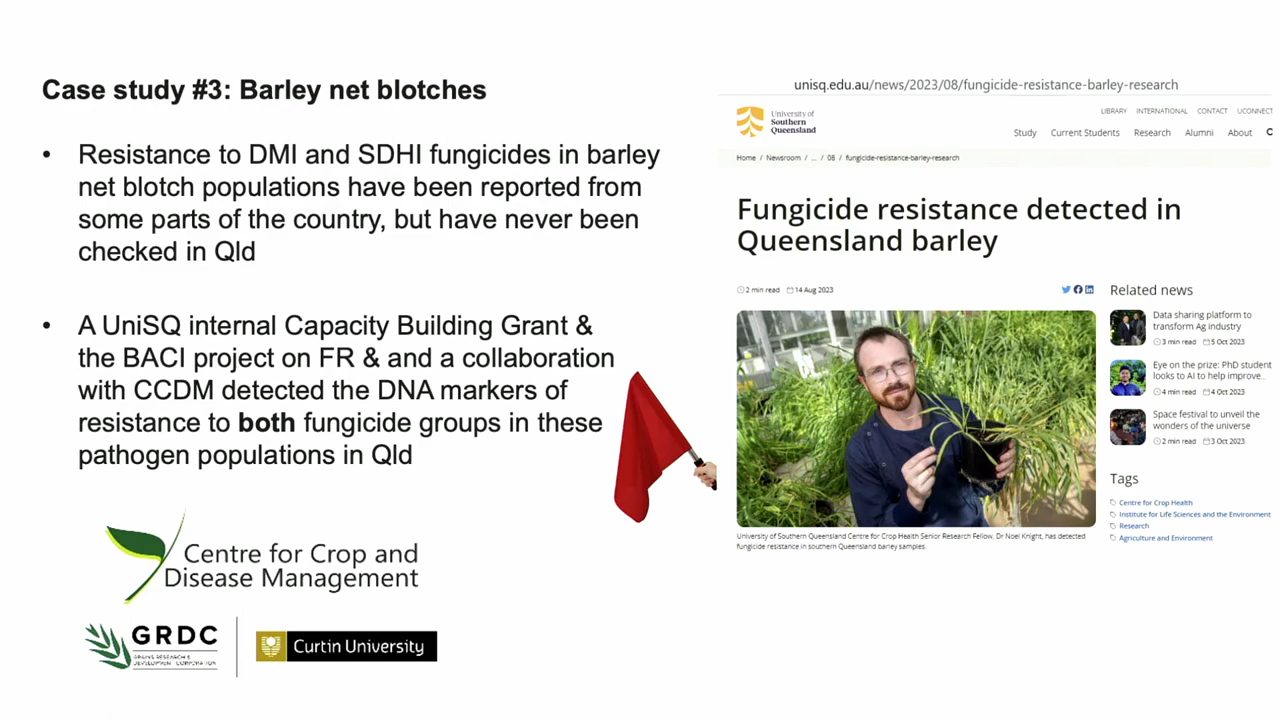 Case study #3: Barley net blotches
• Resistance to DMI and SDHI fungicides in barley
net blotch populations have been reported from
some parts of the country, but have never been
checked in Qld
• A UniSQ internal Capacity Building Grant &
the BACI project on FR & and a collaboration
with CCDM detected the DNA markers of
resistance to both fungicide groups in these
pathogen populations in Qld
Centre for Crop and
Disease Management
GRDC
GRAINS RESEARCH &
DEVELOPMENT CORPORATION
Curtin University
unisq.edu.au/news/2023/08/fungicide-resistance-barley-research
University of
Southern
Queensland
LIBRARY INTERNATIONAL CONTACT UCONNECT
Study Current Students Research Alumni About
Home / Newsroom / ... / 08 / fungicide-resistance-barley-research
Fungicide resistance detected in
Queensland barley
2 min read 14 Aug 2023
University of Southern Queensland Centre for Crop Health Senior Research Fellow, Dr Noel Knight, has detected
fungicide resistance in southern Queensland barley samples.
Related news
Data sharing platform to
transform Ag industry
3 min read 5 Oct 2023
Eye on the prize: PhD student
looks to AI to help improve...
4 min read 4 Oct 2023
Space festival to unveil the
wonders of the universe
2 min read 3 Oct 2023
Tags
Centre for Crop Health
Institute for Life Sciences and the Environment
Research
Agriculture and Environment